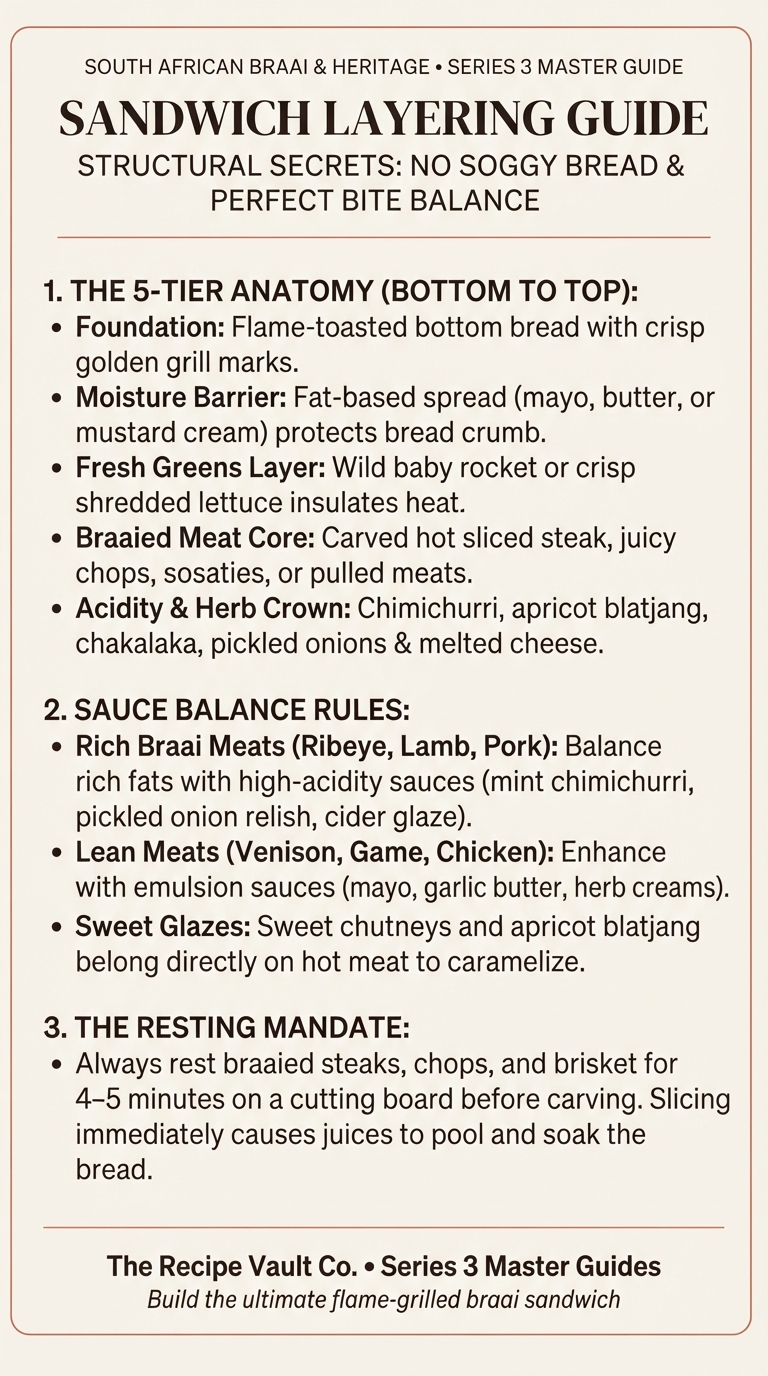 SOUTH AFRICAN BRAAI & HERITAGE • SERIES 3 MASTER GUIDE
SANDWICH LAYERING GUIDE
STRUCTURAL SECRETS: NO SOGGY BREAD &
PERFECT BITE BALANCE
1. THE 5-TIER ANATOMY (BOTTOM TO TOP):
• Foundation: Flame-toasted bottom bread with crisp
golden grill marks.
• Moisture Barrier: Fat-based spread (mayo, butter, or
mustard cream) protects bread crumb.
• Fresh Greens Layer: Wild baby rocket or crisp
shredded lettuce insulates heat.
• Braaied Meat Core: Carved hot sliced steak, juicy
chops, sosaties, or pulled meats.
• Acidity & Herb Crown: Chimichurri, apricot blatjang,
chakalaka, pickled onions & melted cheese.
2. SAUCE BALANCE RULES:
• Rich Braai Meats (Ribeye, Lamb, Pork): Balance
rich fats with high-acidity sauces (mint chimichurri,
pickled onion relish, cider glaze).
• Lean Meats (Venison, Game, Chicken): Enhance
with emulsion sauces (mayo, garlic butter, herb creams).
• Sweet Glazes: Sweet chutneys and apricot blatjang
belong directly on hot meat to caramelize.
3. THE RESTING MANDATE:
• Always rest braaied steaks, chops, and brisket for
4–5 minutes on a cutting board before carving. Slicing
immediately causes juices to pool and soak the
bread.
The Recipe Vault Co. • Series 3 Master Guides
Build the ultimate flame-grilled braai sandwich